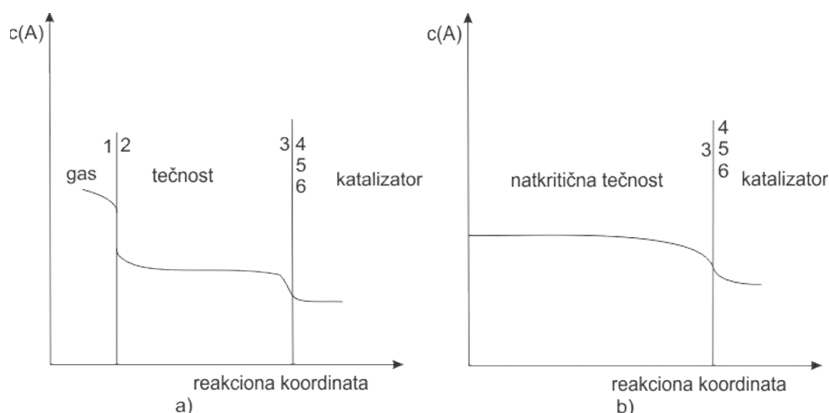 c(A)
1 2
3 4
5
6
gas
tečnost
katalizator
reakciona koordinata
a)
c(A)
4
3 5
6
natkritična tečnost
katalizator
reakciona koordinata
b)